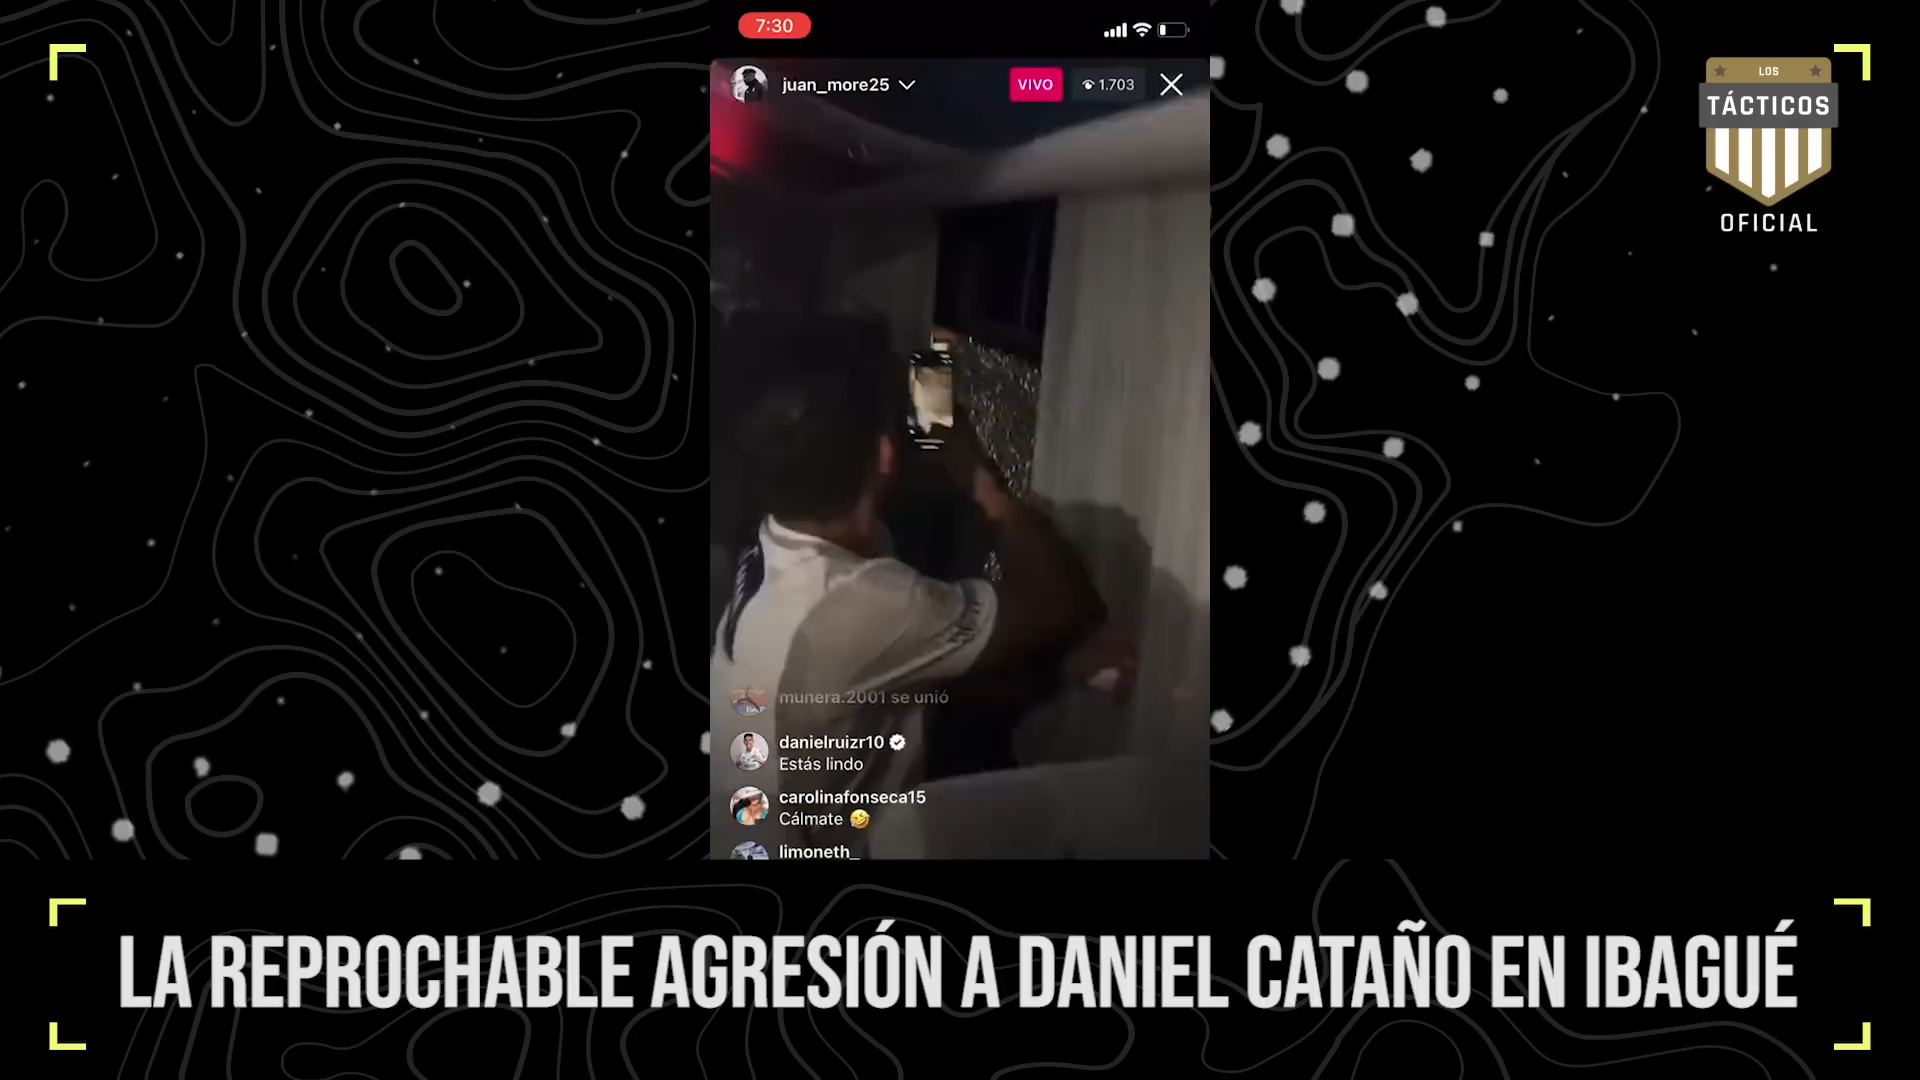 7:30
juan_more25
VIVO
1.703
LOS
TÁCTICOS
OFICIAL
munera.2001 se unió
danielruizr10
Estás lindo
carolinafonseca15
Cálmate 🤣
limoneth_
LA REPROCHABLE AGRESIÓN A DANIEL CATAÑO EN IBAGUÉ